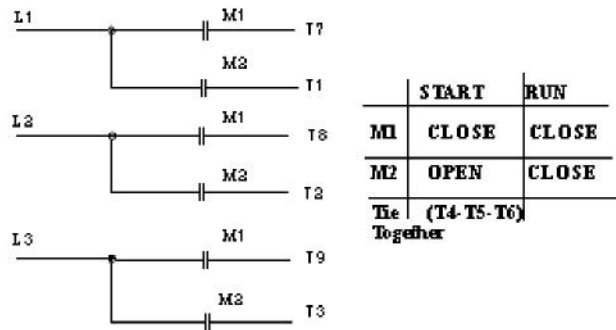 L1
M1
T7
M2
T1
L2
M1
T8
M2
T2
L3
M1
T9
M2
T3
START RUN
M1 CLOSE CLOSE
M2 OPEN CLOSE
Tie (T4-T5-T6)
Together